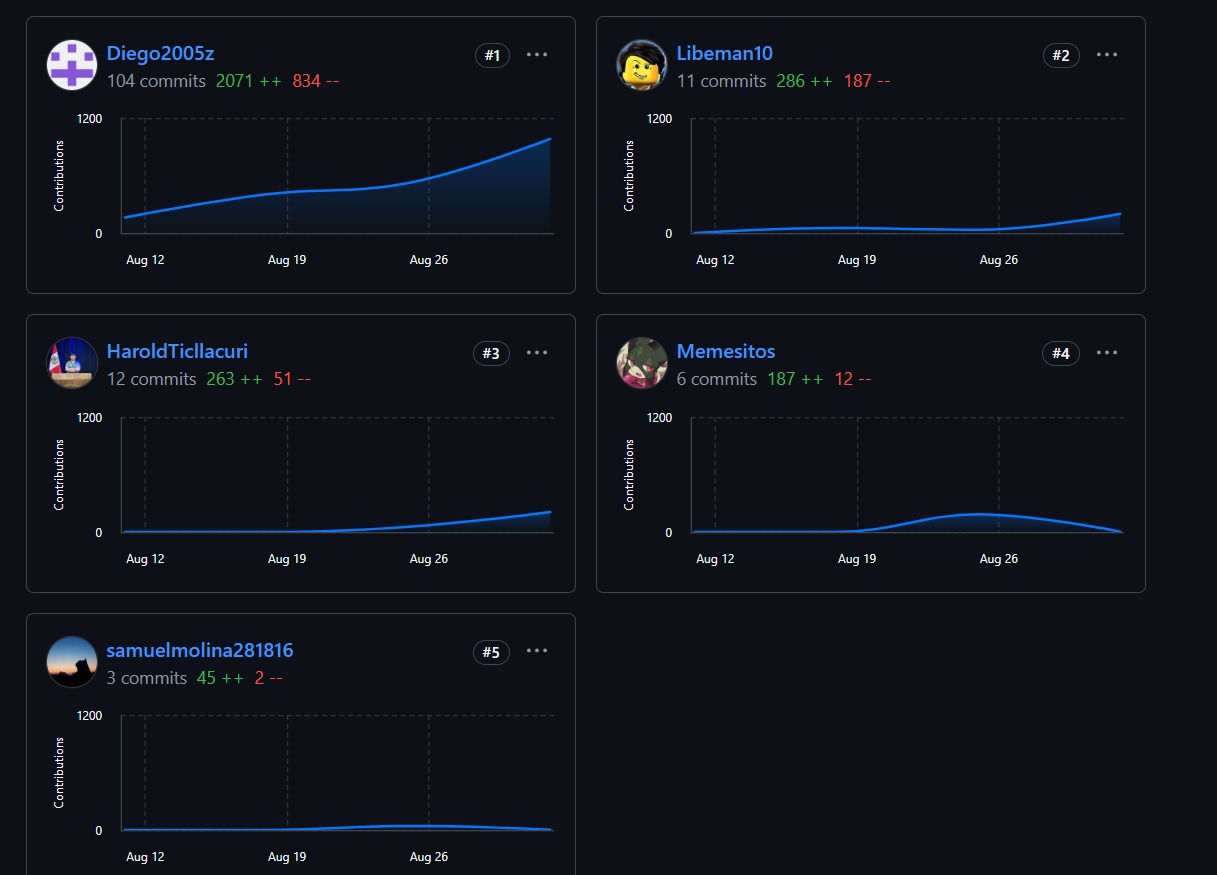 Diego2005z
#1
104 commits 2071 ++ 834 --
1200
Contributions
0
Aug 12 Aug 19 Aug 26
Libeman10
#2
11 commits 286 ++ 187 --
1200
Contributions
0
Aug 12 Aug 19 Aug 26
HaroldTicllacuri
#3
12 commits 263 ++ 51 --
1200
Contributions
0
Aug 12 Aug 19 Aug 26
Memesitos
#4
6 commits 187 ++ 12 --
1200
Contributions
0
Aug 12 Aug 19 Aug 26
samuelmolina281816
#5
3 commits 45 ++ 2 --
1200
Contributions
0
Aug 12 Aug 19 Aug 26